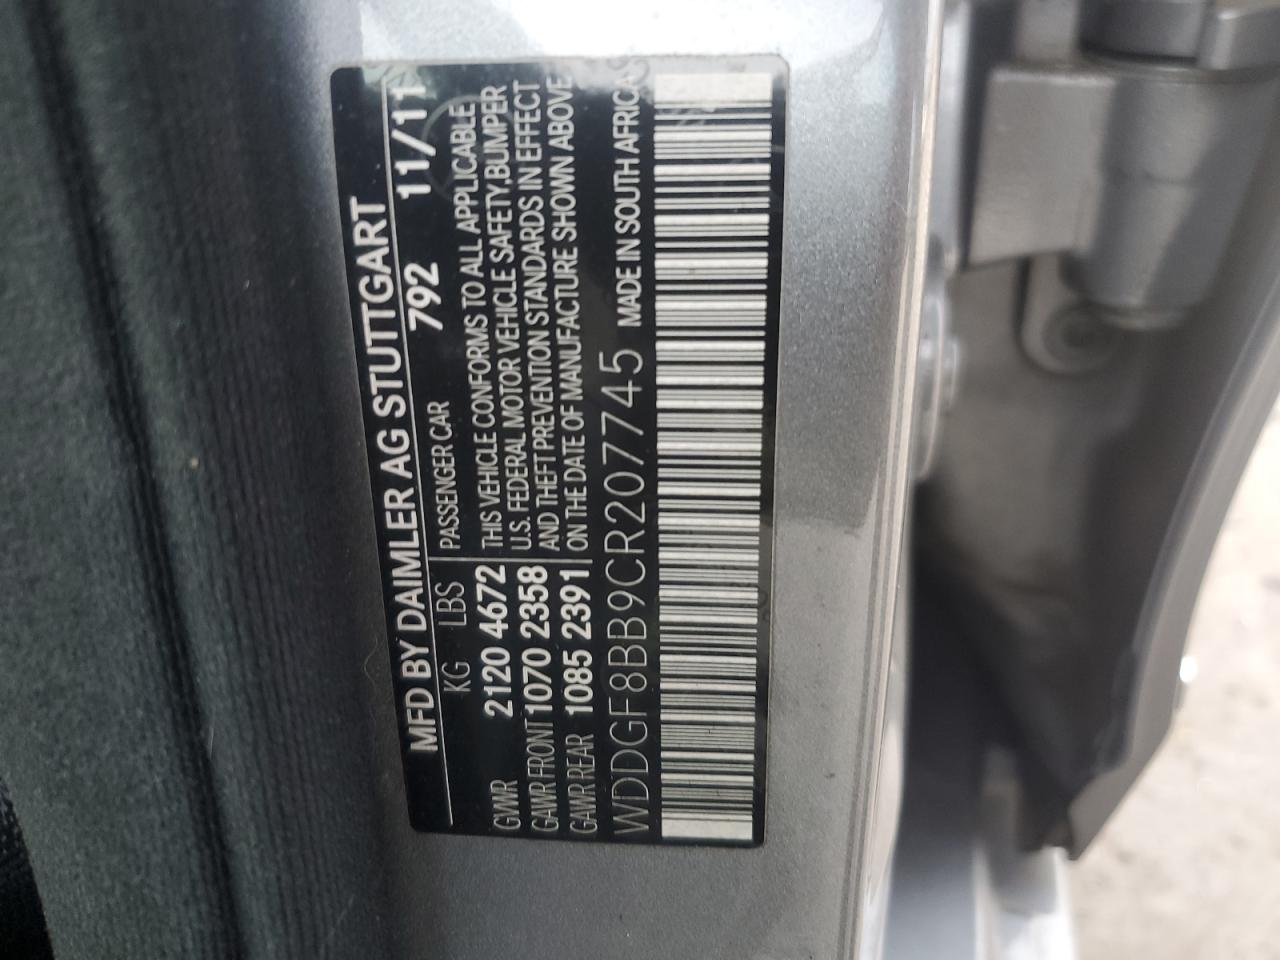 MFD BY DAIMLER AG STUTTGART
KG LBS PASSENGER CAR 792 11/11
GVWR 2120 4672 THIS VEHICLE CONFORMS TO ALL APPLICABLE
GAWR FRONT 1070 2358 U.S. FEDERAL MOTOR VEHICLE SAFETY,BUMPER
GAWR REAR 1085 2391 AND THEFT PREVENTION STANDARDS IN EFFECT
ON THE DATE OF MANUFACTURE SHOWN ABOVE
WDDGF8BB9CR207745 MADE IN SOUTH AFRICA